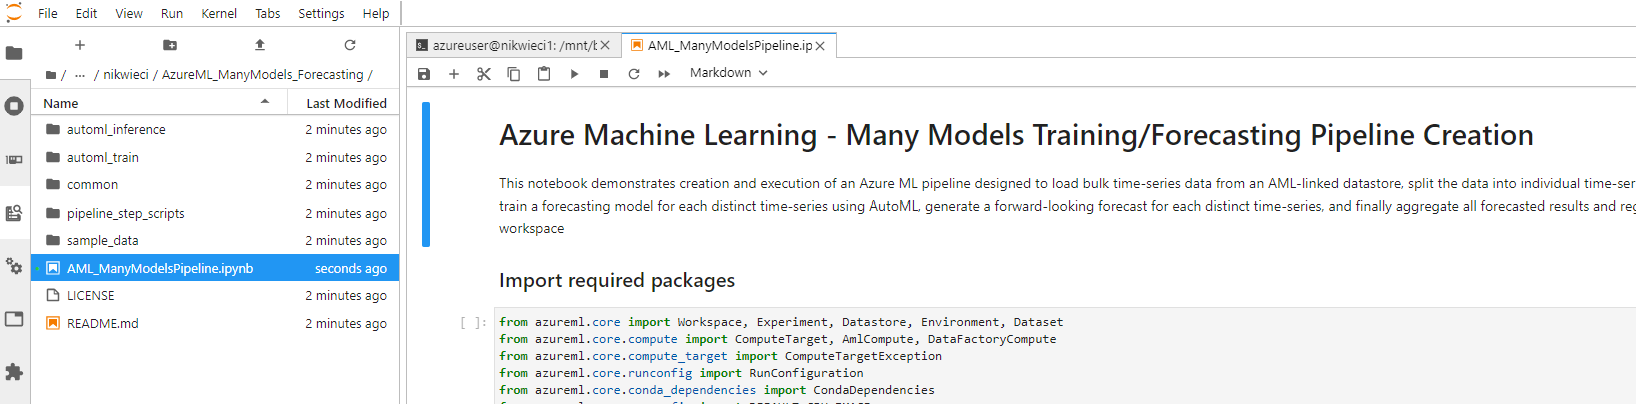 File Edit View Run Kernel Tabs Settings Help
azureuser@nikwieci1: /mnt/b
AML_ManyModelsPipeline.ip
/ ... / nikwieci / AzureML_ManyModels_Forecasting /
Markdown
Name Last Modified
automl_inference 2 minutes ago
automl_train 2 minutes ago
common 2 minutes ago
pipeline_step_scripts 2 minutes ago
sample_data 2 minutes ago
AML_ManyModelsPipeline.ipynb seconds ago
LICENSE 2 minutes ago
README.md 2 minutes ago
Azure Machine Learning - Many Models Training/Forecasting Pipeline Creation
This notebook demonstrates creation and execution of an Azure ML pipeline designed to load bulk time-series data from an AML-linked datastore, split the data into individual time-ser
train a forecasting model for each distinct time-series using AutoML, generate a forward-looking forecast for each distinct time-series, and finally aggregate all forecasted results and reg
workspace
Import required packages
[ ]: from azureml.core import Workspace, Experiment, Datastore, Environment, Dataset
from azureml.core.compute import ComputeTarget, AmlCompute, DataFactoryCompute
from azureml.core.compute_target import ComputeTargetException
from azureml.core.runconfig import RunConfiguration
from azureml.core.conda_dependencies import CondaDependencies